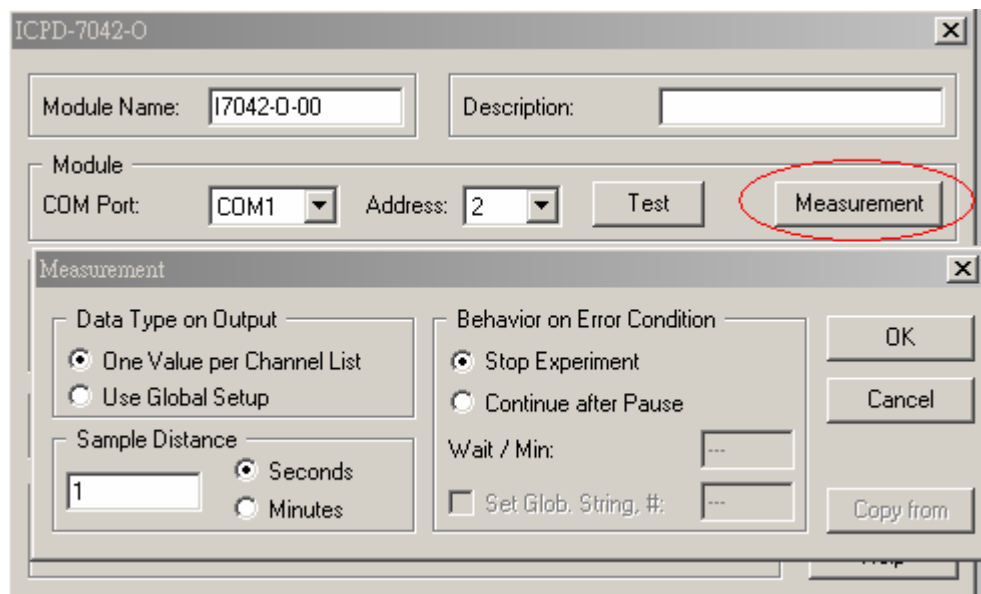 ICPD-7042-O
Module Name: I7042-O-00 Description:
Module
COM Port: COM1 Address: 2 Test Measurement
Measurement
Data Type on Output
One Value per Channel List
Use Global Setup
Sample Distance
1 Seconds
Minutes
Behavior on Error Condition
Stop Experiment
Continue after Pause
Wait / Min: ---
Set Glob. String, #: ---
OK
Cancel
Copy from